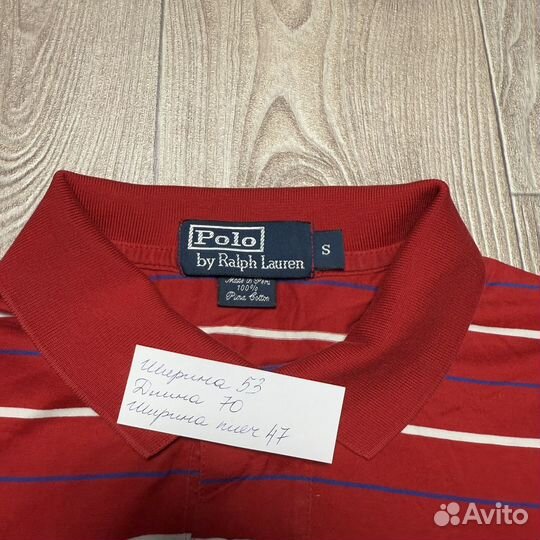 Polo
by Ralph Lauren
S
Made in Peru
100%
Pima Cotton
Ширина 53
Длина 70
Ширина плеч 47
Avito